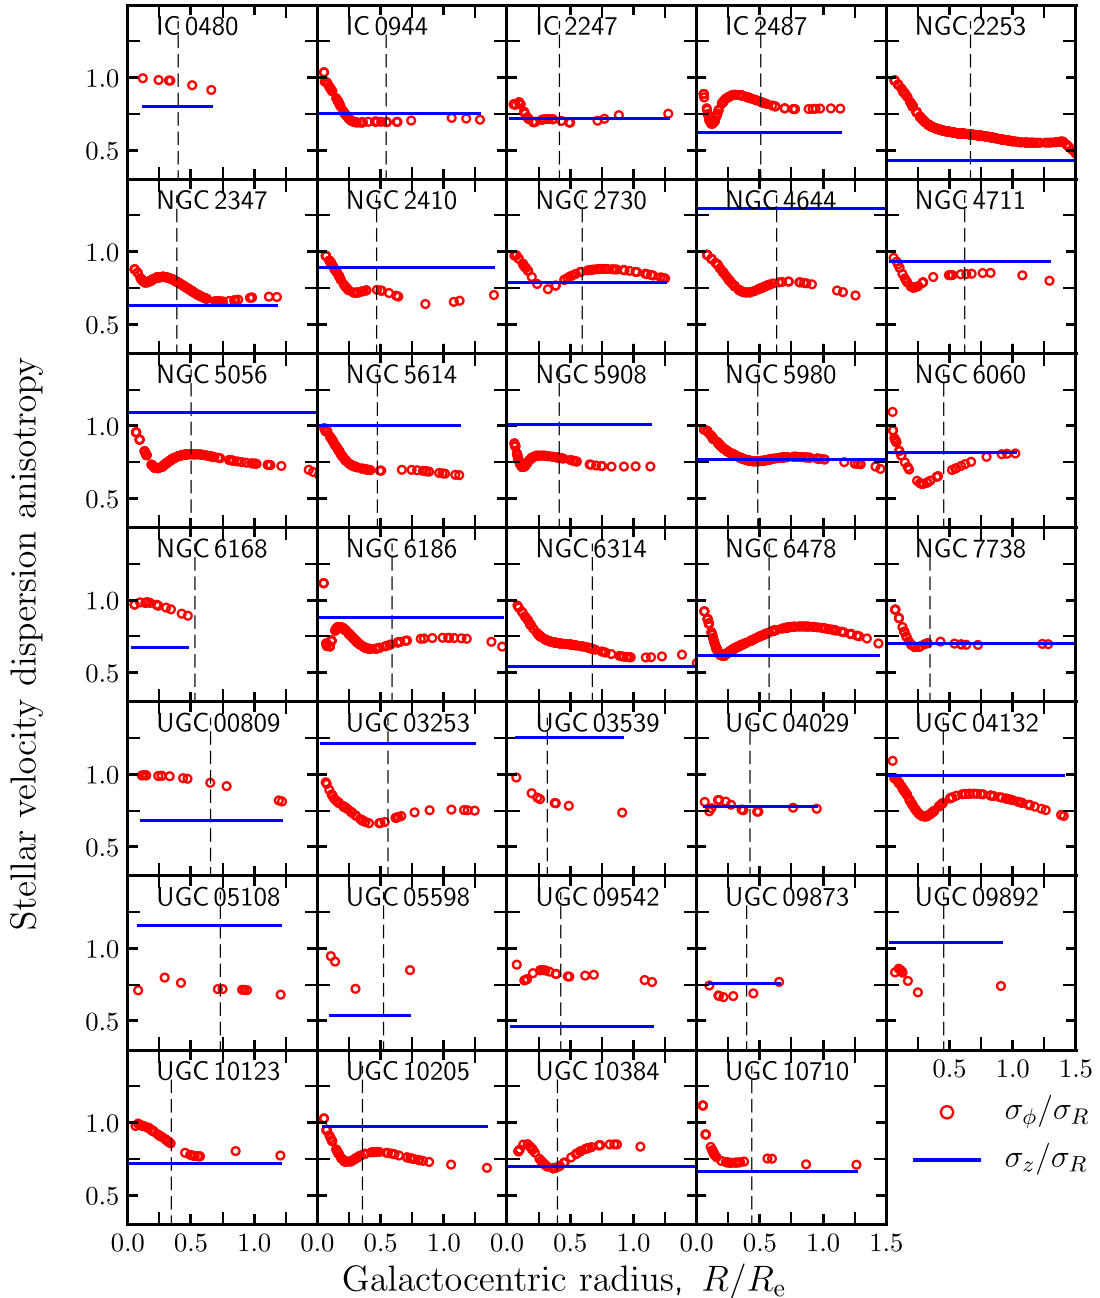 IC 0480 IC 0944 IC 2247 IC 2487 NGC 2253
1.0
0.5
NGC 2347 NGC 2410 NGC 2730 NGC 4644 NGC 4711
1.0
0.5
NGC 5056 NGC 5614 NGC 5908 NGC 5980 NGC 6060
1.0
0.5
NGC 6168 NGC 6186 NGC 6314 NGC 6478 NGC 7738
1.0
0.5
UGC 00809 UGC 03253 UGC 03539 UGC 04029 UGC 04132
1.0
0.5
UGC 05108 UGC 05598 UGC 09542 UGC 09873 UGC 09892
1.0
0.5
UGC 10123 UGC 10205 UGC 10384 UGC 10710
1.0
0.5
0.5 1.0 1.5
σϕ/σR
σz/σR
0.0 0.5 1.0 0.0 0.5 1.0 0.0 0.5 1.0 0.0 0.5 1.0 1.5
Galactocentric radius, R/Re
Stellar velocity dispersion anisotropy